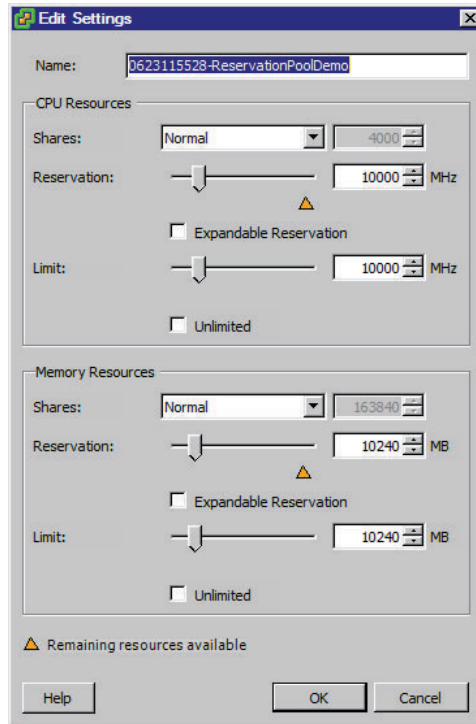 Edit Settings
Name: 0623115528-ReservationPoolDemo
CPU Resources
Shares: Normal 4000
Reservation: 10000 MHz
Expandable Reservation
Limit: 10000 MHz
Unlimited
Memory Resources
Shares: Normal 163840
Reservation: 10240 MB
Expandable Reservation
Limit: 10240 MB
Unlimited
Remaining resources available
Help OK Cancel